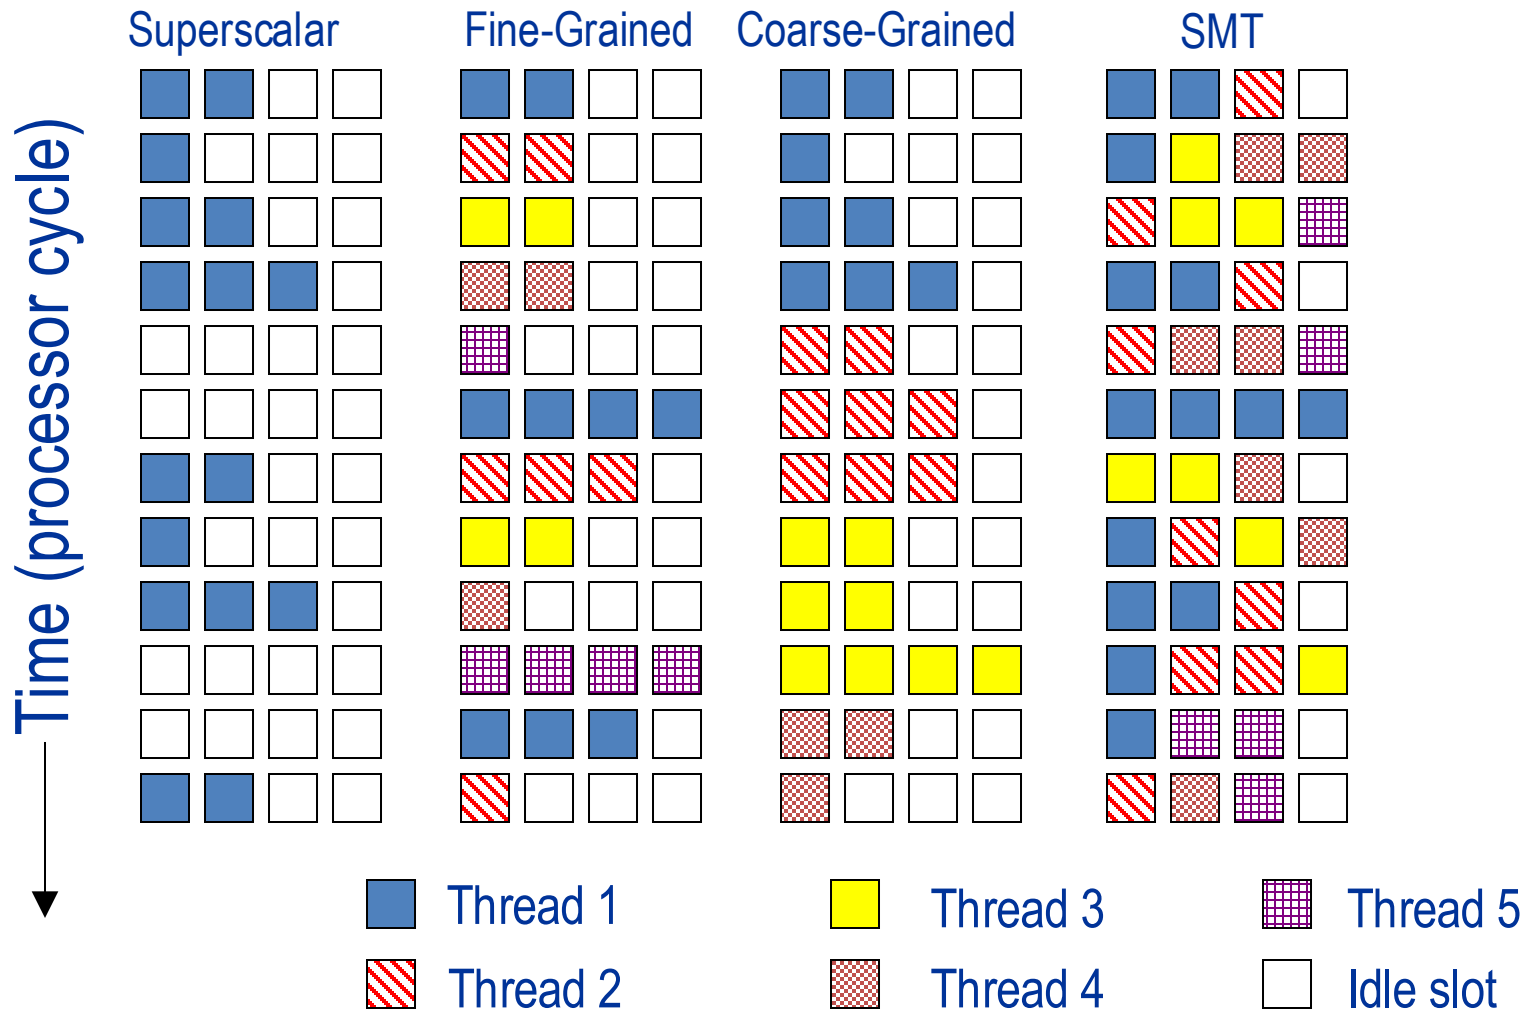 Superscalar
Fine-Grained
Coarse-Grained
SMT
Time (processor cycle)
Thread 1
Thread 3
Thread 5
Thread 2
Thread 4
Idle slot